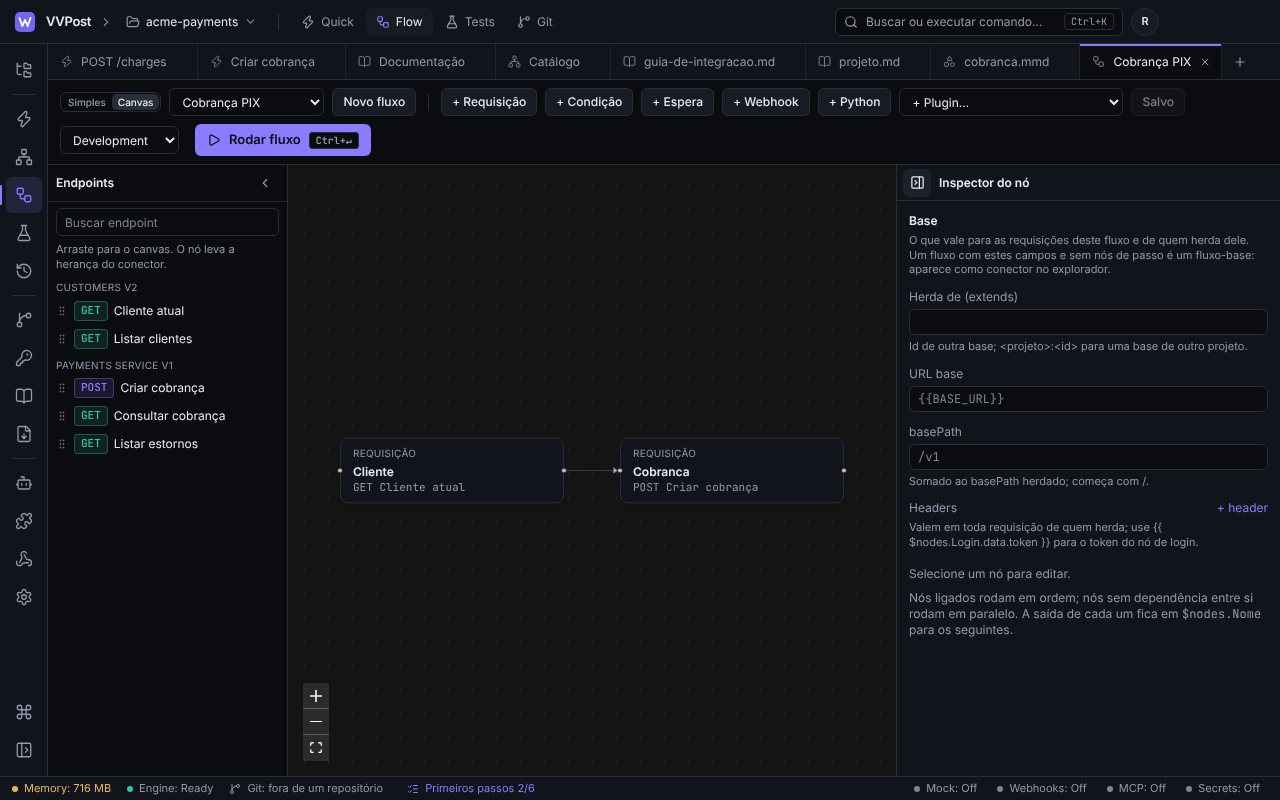 W VVPost acme-payments Quick Flow Tests Git Buscar ou executar comando... Ctrl+K R
POST /charges Criar cobrança Documentação Catálogo guia-de-integracao.md projeto.md cobranca.mmd Cobrança PIX
Simples Canvas Cobrança PIX Novo fluxo + Requisição + Condição + Espera + Webhook + Python + Plugin... Salvo
Development Rodar fluxo Ctrl+↵
Endpoints
Buscar endpoint
Arraste para o canvas. O nó leva a
herança do conector.
CUSTOMERS V2
GET Cliente atual
GET Listar clientes
PAYMENTS SERVICE V1
POST Criar cobrança
GET Consultar cobrança
GET Listar estornos
REQUISIÇÃO
Cliente
GET Cliente atual
REQUISIÇÃO
Cobranca
POST Criar cobrança
Inspector do nó
Base
O que vale para as requisições deste fluxo e de quem herda dele.
Um fluxo com estes campos e sem nós de passo é um fluxo-base:
aparece como conector no explorador.
Herda de (extends)
Id de outra base; <projeto>:<id> para uma base de outro projeto.
URL base
{{BASE_URL}}
basePath
/v1
Somado ao basePath herdado; começa com /.
Headers + header
Valem em toda requisição de quem herda; use {{
$nodes.Login.data.token }} para o token do nó de login.
Selecione um nó para editar.
Nós ligados rodam em ordem; nós sem dependência entre si
rodam em paralelo. A saída de cada um fica em $nodes.Nome
para os seguintes.
Memory: 716 MB Engine: Ready Git: fora de um repositório Primeiros passos 2/6 Mock: Off Webhooks: Off MCP: Off Secrets: Off